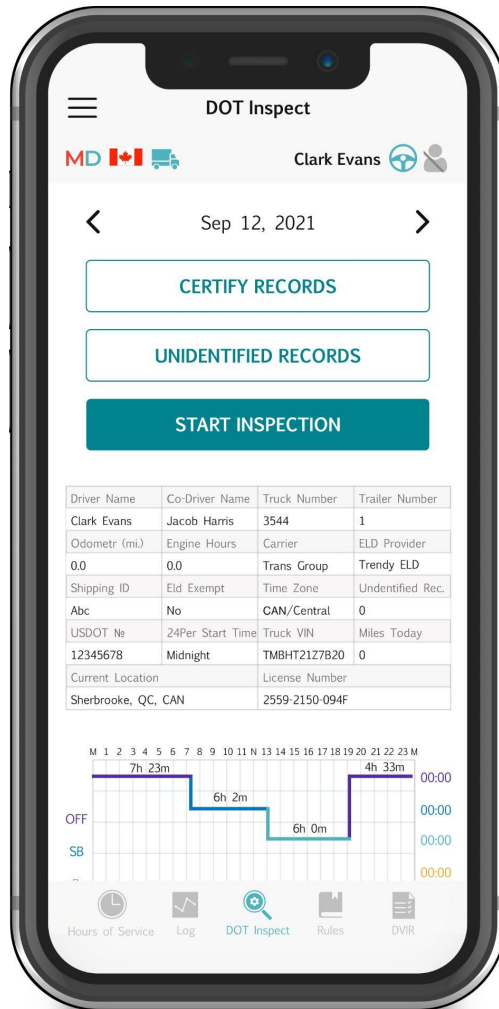 DOT Inspect
MD Clark Evans
Sep 12, 2021
CERTIFY RECORDS
UNIDENTIFIED RECORDS
START INSPECTION
Driver Name Co-Driver Name Truck Number Trailer Number
Clark Evans Jacob Harris 3544 1
Odometr (mi.) Engine Hours Carrier ELD Provider
0.0 0.0 Trans Group Trendy ELD
Shipping ID Eld Exempt Time Zone Undentified Rec.
Abc No CAN/Central 0
USDOT № 24Per Start Time Truck VIN Miles Today
12345678 Midnight TMBHT21Z7B20 0
Current Location License Number
Sherbrooke, QC, CAN 2559-2150-094F
M 1 2 3 4 5 6 7 8 9 10 11 N 13 14 15 16 17 18 19 20 21 22 23 M
7h 23m 4h 33m
00:00
6h 2m
00:00
OFF
6h 0m
00:00
SB
00:00
Hours of Service Log DOT Inspect Rules DVIR